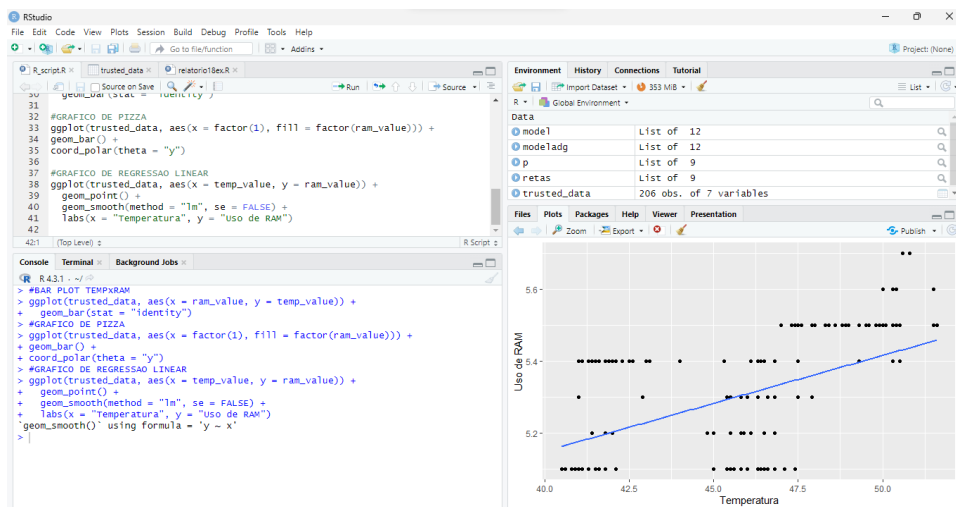 RStudio
File Edit Code View Plots Session Build Debug Profile Tools Help
Go to file/function
Addins
Project: (None)
R_script.R
trusted_data
relatorio18ex.R
Source on Save
Run
Source
30 geom_bar(stat = "identity")
31
32 #GRAFICO DE PIZZA
33 ggplot(trusted_data, aes(x = factor(1), fill = factor(ram_value))) +
34 geom_bar() +
35 coord_polar(theta = "y")
36
37 #GRAFICO DE REGRESSAO LINEAR
38 ggplot(trusted_data, aes(x = temp_value, y = ram_value)) +
39 geom_point() +
40 geom_smooth(method = "lm", se = FALSE) +
41 labs(x = "Temperatura", y = "Uso de RAM")
42
42:1 (Top Level) R Script
Console Terminal Background Jobs
R 4.3.1 · ~/
> #BAR PLOT TEMPxRAM
> ggplot(trusted_data, aes(x = ram_value, y = temp_value)) +
+ geom_bar(stat = "identity")
> #GRAFICO DE PIZZA
> ggplot(trusted_data, aes(x = factor(1), fill = factor(ram_value))) +
+ geom_bar() +
+ coord_polar(theta = "y")
> #GRAFICO DE REGRESSAO LINEAR
> ggplot(trusted_data, aes(x = temp_value, y = ram_value)) +
+ geom_point() +
+ geom_smooth(method = "lm", se = FALSE) +
+ labs(x = "Temperatura", y = "Uso de RAM")
`geom_smooth()` using formula = 'y ~ x'
>
Environment History Connections Tutorial
Import Dataset 353 MiB List
R Global Environment
Data
model List of 12
modeladg List of 12
p List of 9
retas List of 9
trusted_data 206 obs. of 7 variables
Files Plots Packages Help Viewer Presentation
Zoom Export Publish
5.6
5.4
5.2
Uso de RAM
40.0 42.5 45.0 47.5 50.0
Temperatura